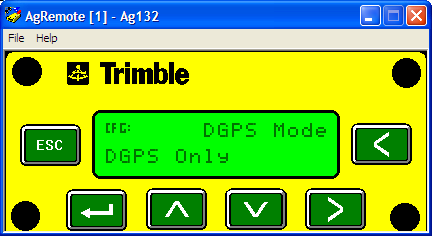 AgRemote [1] - Ag132
File Help
Trimble
CFG: DGPS Mode
DGPS Only
ESC